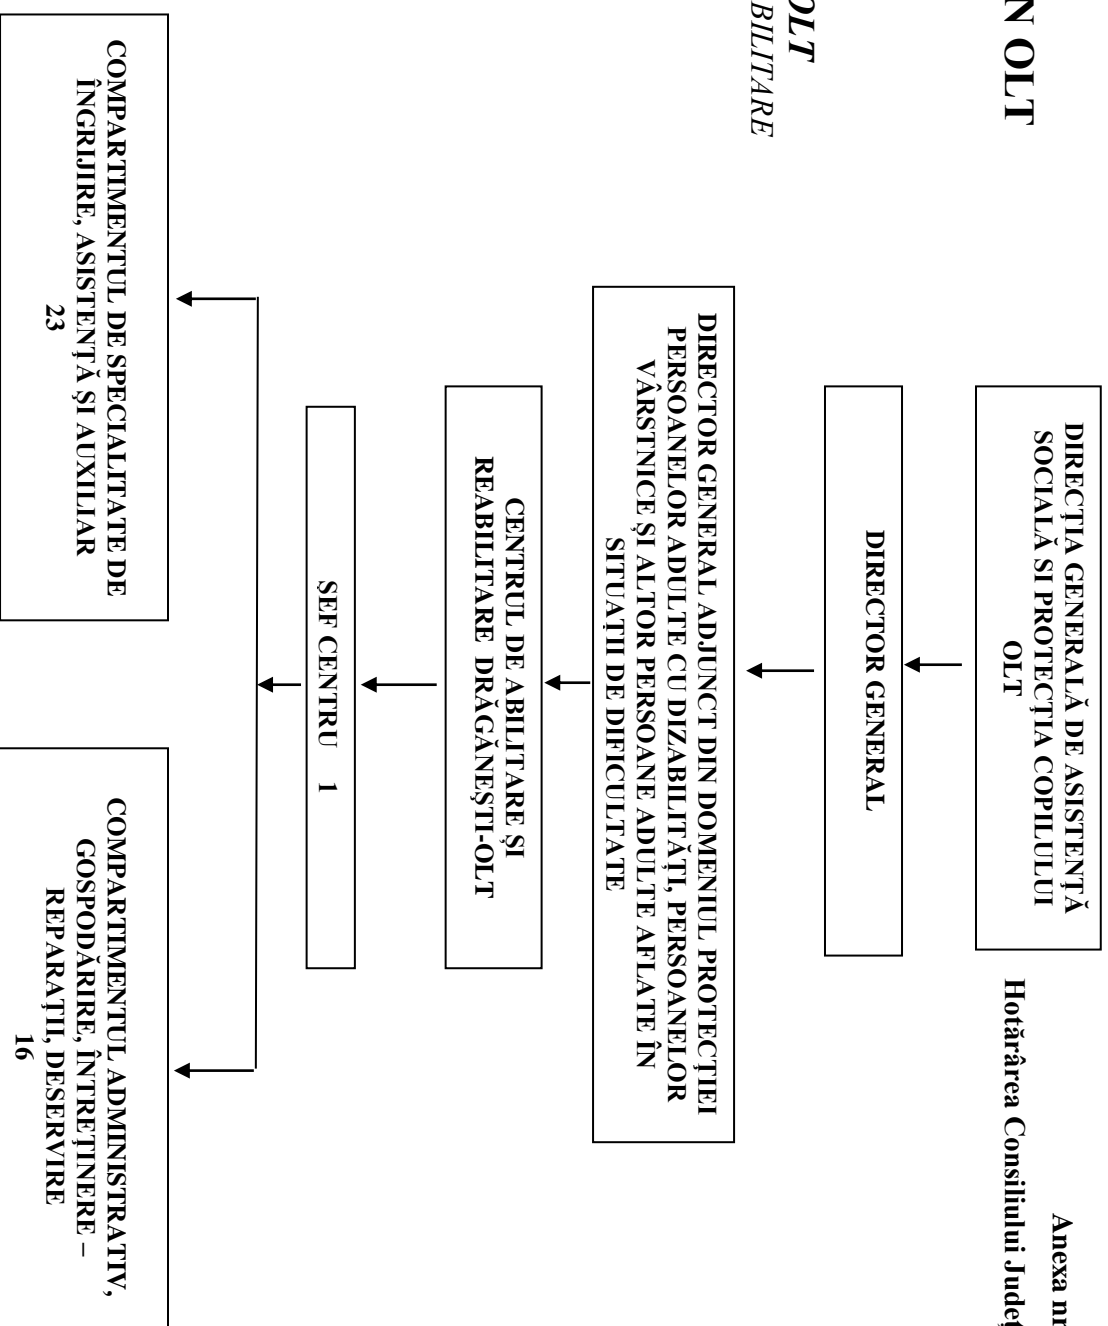 N OLT
Anexa nr
Hotărârea Consiliului Județ
OLT
BILITARE
DIRECȚIA GENERALĂ DE ASISTENȚĂ
SOCIALĂ SI PROTECȚIA COPILULUI
OLT
DIRECTOR GENERAL
DIRECTOR GENERAL ADJUNCT DIN DOMENIUL PROTECȚIEI
PERSOANELOR ADULTE CU DIZABILITĂȚI, PERSOANELOR
VÂRSTNICE ȘI ALTOR PERSOANE ADULTE AFLATE ÎN
SITUAȚII DE DIFICULTATE
CENTRUL DE ABILITARE ȘI
REABILITARE DRĂGĂNEȘTI-OLT
ȘEF CENTRU 1
COMPARTIMENTUL DE SPECIALITATE DE
ÎNGRIJIRE, ASISTENȚĂ ȘI AUXILIAR
23
COMPARTIMENTUL ADMINISTRATIV,
GOSPODĂRIRE, ÎNTREȚINERE –
REPARAȚII, DESERVIRE
16